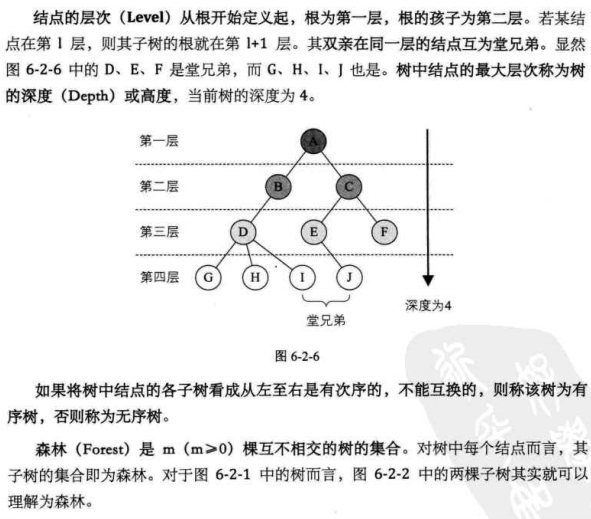 结点的层次（Level）从根开始定义起，根为第一层，根的孩子为第二层。若某结
点在第 l 层，则其子树的根就在第 l+1 层。其双亲在同一层的结点互为堂兄弟。显然
图 6-2-6 中的 D、E、F 是堂兄弟，而 G、H、I、J 也是。树中结点的最大层次称为树
的深度（Depth）或高度，当前树的深度为 4。
第一层
A
第二层
B
C
第三层
D
E
F
第四层
G
H
I
J
堂兄弟
深度为4
图 6-2-6
如果将树中结点的各子树看成从左至右是有次序的，不能互换的，则称该树为有
序树，否则称为无序树。
森林（Forest）是 m（m≥0）棵互不相交的树的集合。对树中每个结点而言，其
子树的集合即为森林。对于图 6-2-1 中的树而言，图 6-2-2 中的两棵子树其实就可以
理解为森林。